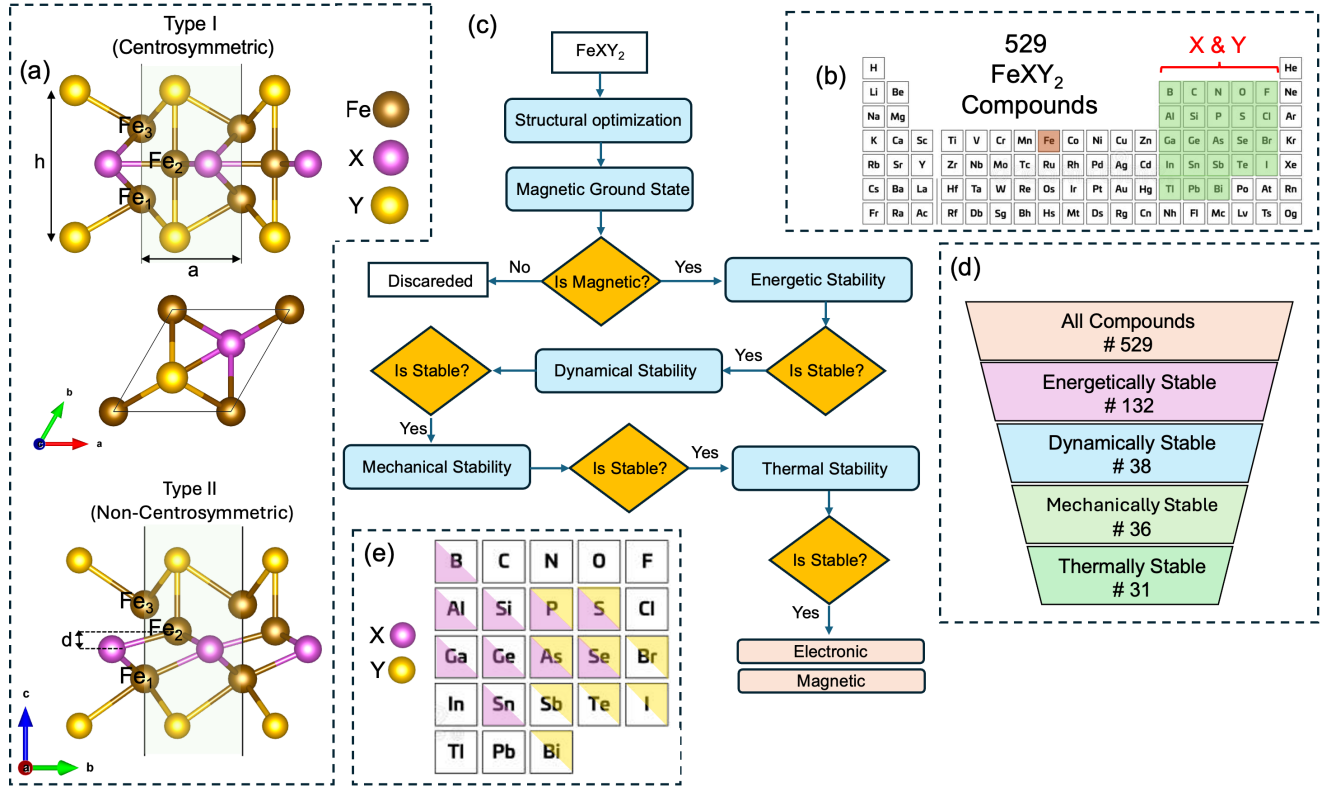 (a)
Type I
(Centrosymmetric)
Fe₃
Fe₂
Fe₁
h
a
Fe
X
Y
b
a
Type II
(Non-Centrosymmetric)
Fe₃
Fe₂
d
Fe₁
c
a
b
(c)
FeXY₂
Structural optimization
Magnetic Ground State
Is Magnetic?
No
Discareded
Yes
Energetic Stability
Is Stable?
Yes
Dynamical Stability
Is Stable?
Yes
Mechanical Stability
Is Stable?
Yes
Thermal Stability
Is Stable?
Yes
Electronic
Magnetic
(b)
529
FeXY₂
Compounds
X & Y
H He
Li Be B C N O F Ne
Na Mg Al Si P S Cl Ar
K Ca Sc Ti V Cr Mn Fe Co Ni Cu Zn Ga Ge As Se Br Kr
Rb Sr Y Zr Nb Mo Tc Ru Rh Pd Ag Cd In Sn Sb Te I Xe
Cs Ba La Hf Ta W Re Os Ir Pt Au Hg Tl Pb Bi Po At Rn
Fr Ra Ac Rf Db Sg Bh Hs Mt Ds Rg Cn Nh Fl Mc Lv Ts Og
(d)
All Compounds
# 529
Energetically Stable
# 132
Dynamically Stable
# 38
Mechanically Stable
# 36
Thermally Stable
# 31
(e)
X
Y
B C N O F
Al Si P S Cl
Ga Ge As Se Br
In Sn Sb Te I
Tl Pb Bi